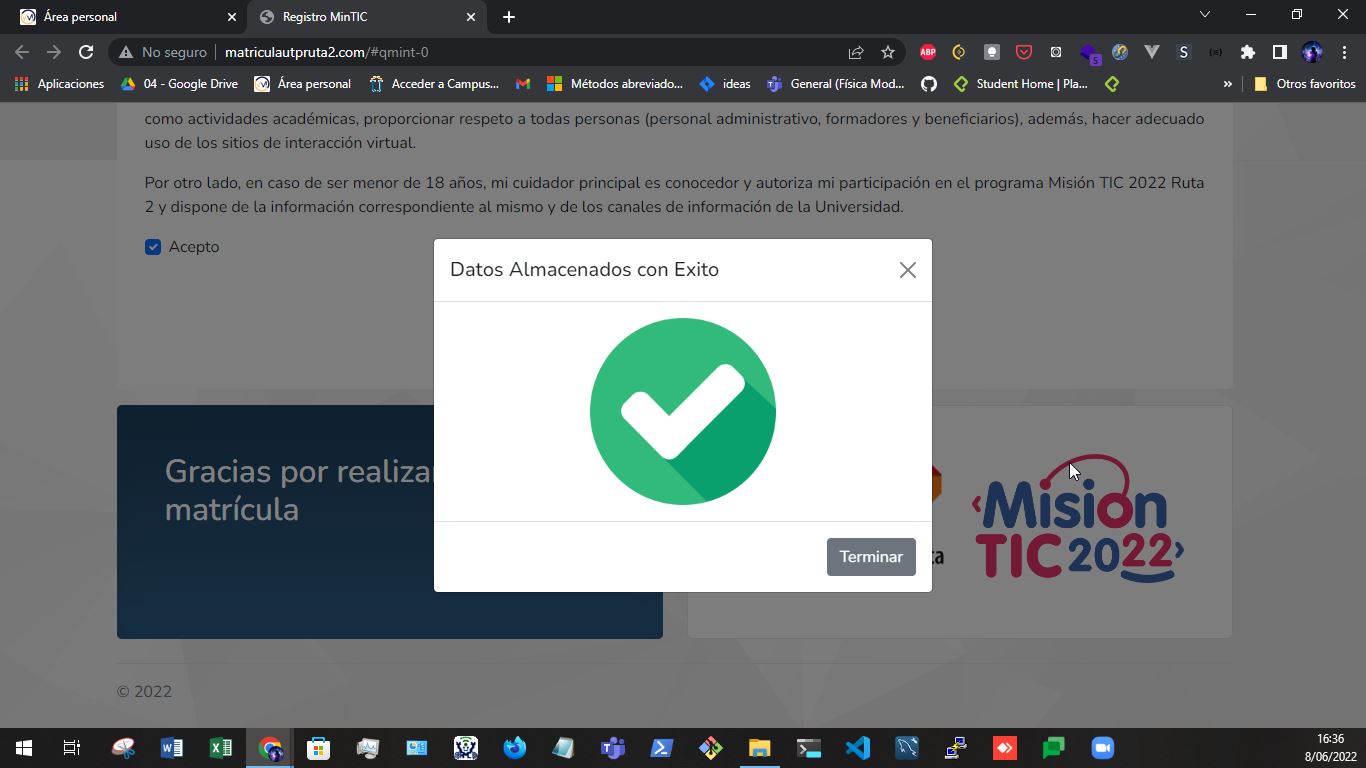 Área personal
Registro MinTIC
No seguro
matriculautpruta2.com/#qmint-0
ABP
5
S
Aplicaciones
04 - Google Drive
Área personal
Acceder a Campus...
Métodos abreviado...
ideas
General (Física Mod...
Student Home | Pla...
»
Otros favoritos
como actividades académicas, proporcionar respeto a todas personas (personal administrativo, formadores y beneficiarios), además, hacer adecuado
uso de los sitios de interacción virtual.
Por otro lado, en caso de ser menor de 18 años, mi cuidador principal es conocedor y autoriza mi participación en el programa Misión TIC 2022 Ruta
2 y dispone de la información correspondiente al mismo y de los canales de información de la Universidad.
Acepto
Datos Almacenados con Exito
Terminar
Gracias por realizar
matrícula
ta
‹Misión
TIC 2022›
© 2022
16:36
8/06/2022